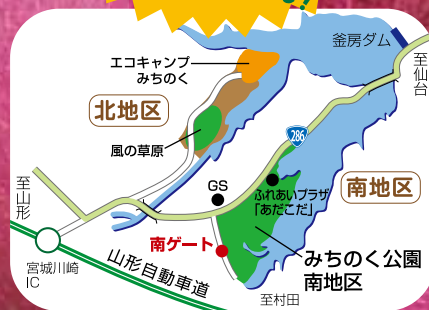 釜房ダム
至仙台
エコキャンプ
みちのく
北地区
風の草原
286
至山形
GS
ふれあいプラザ
「あだこだ」
南地区
南ゲート
みちのく公園
南地区
宮城川崎
IC
山形自動車道
至村田